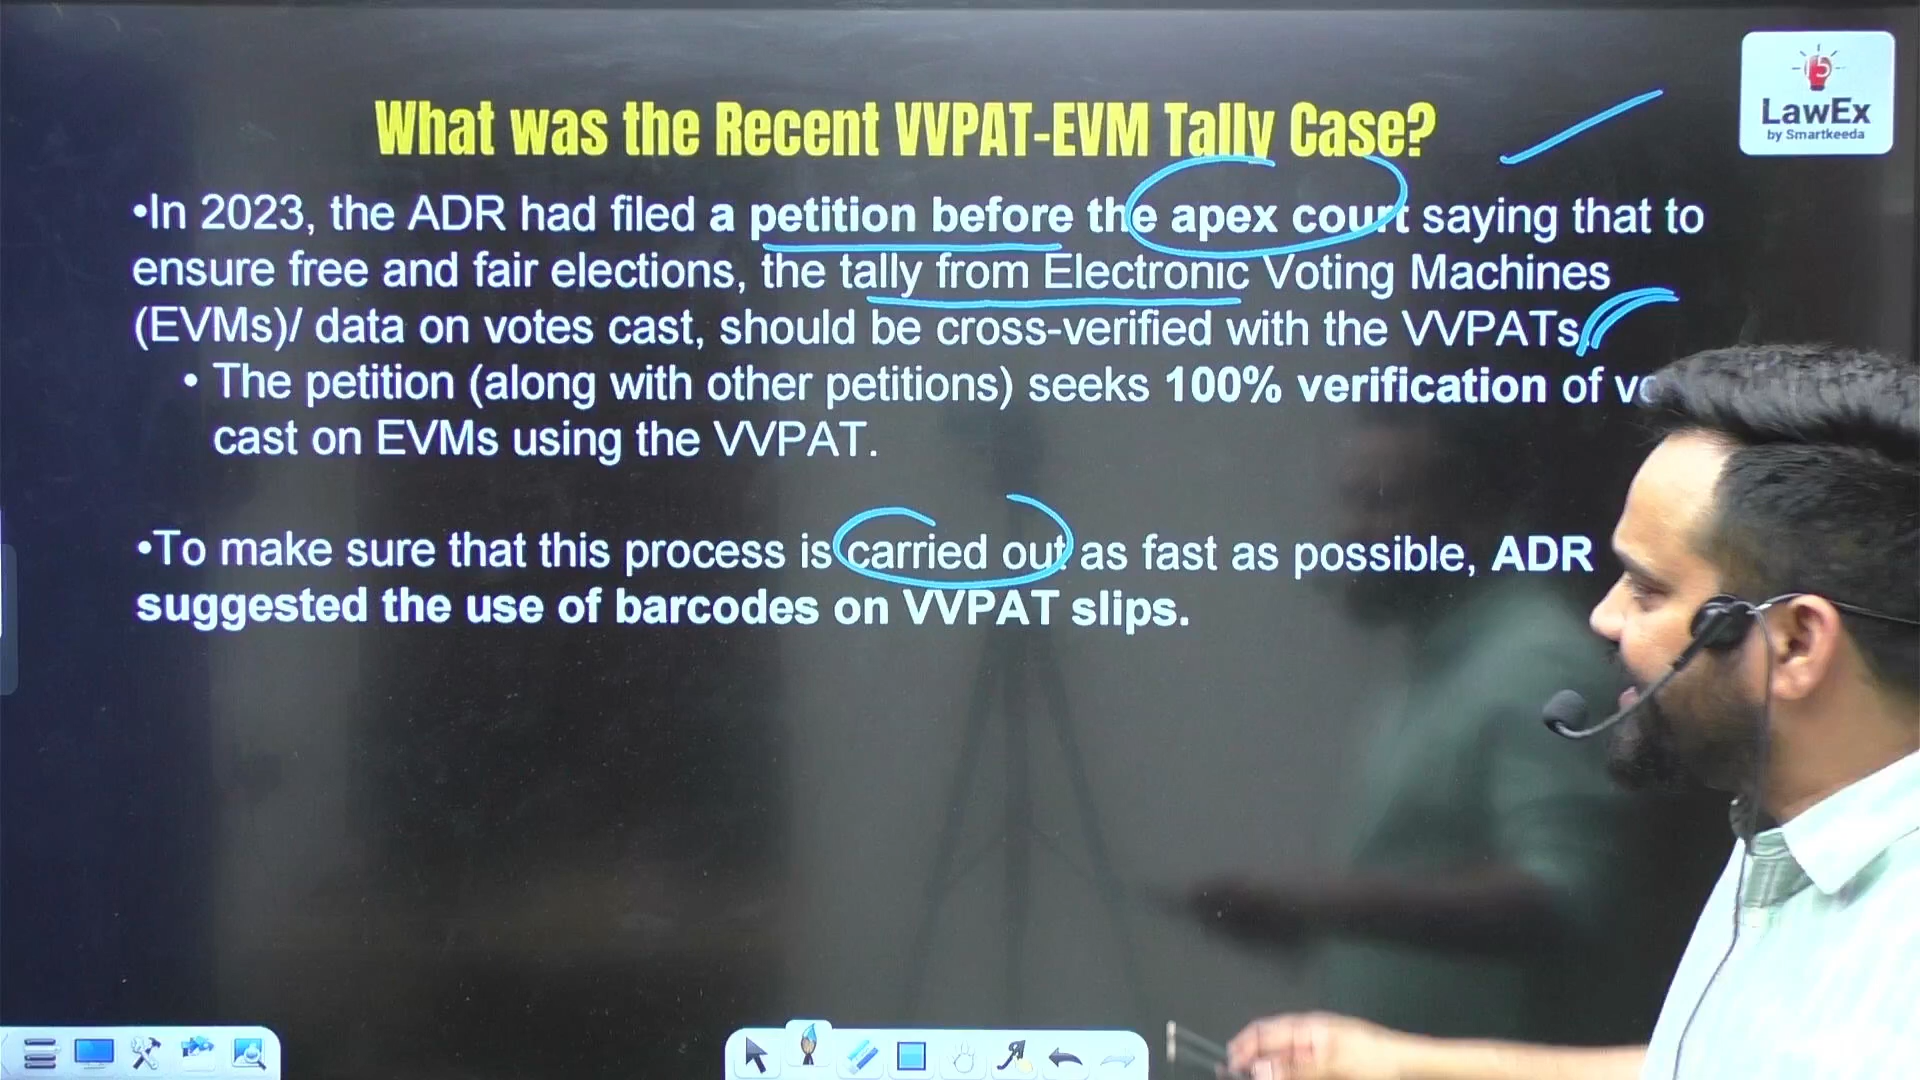 What was the Recent VVPAT-EVM Tally Case?
LawEx
by Smartkeeda
•In 2023, the ADR had filed a petition before the apex court saying that to
ensure free and fair elections, the tally from Electronic Voting Machines
(EVMs)/ data on votes cast, should be cross-verified with the VVPATs.
• The petition (along with other petitions) seeks 100% verification of
cast on EVMs using the VVPAT.
•To make sure that this process is carried out as fast as possible, ADR
suggested the use of barcodes on VVPAT slips.